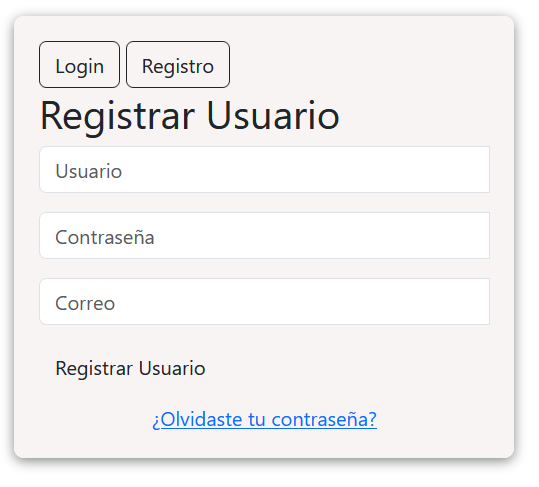 Login Registro
Registrar Usuario
Usuario
Contraseña
Correo
Registrar Usuario
¿Olvidaste tu contraseña?